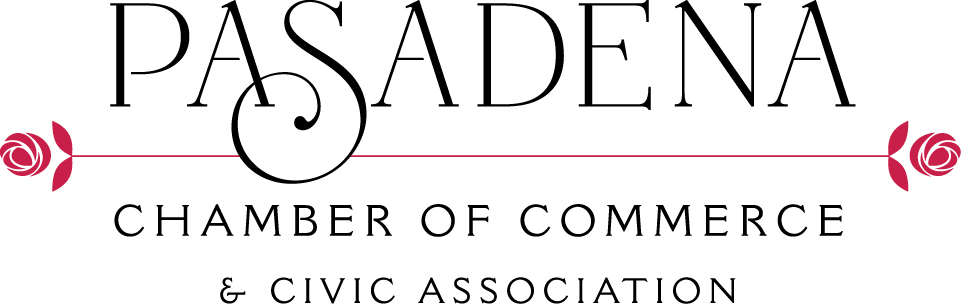 PASADENA
CHAMBER OF COMMERCE
& CIVIC ASSOCIATION